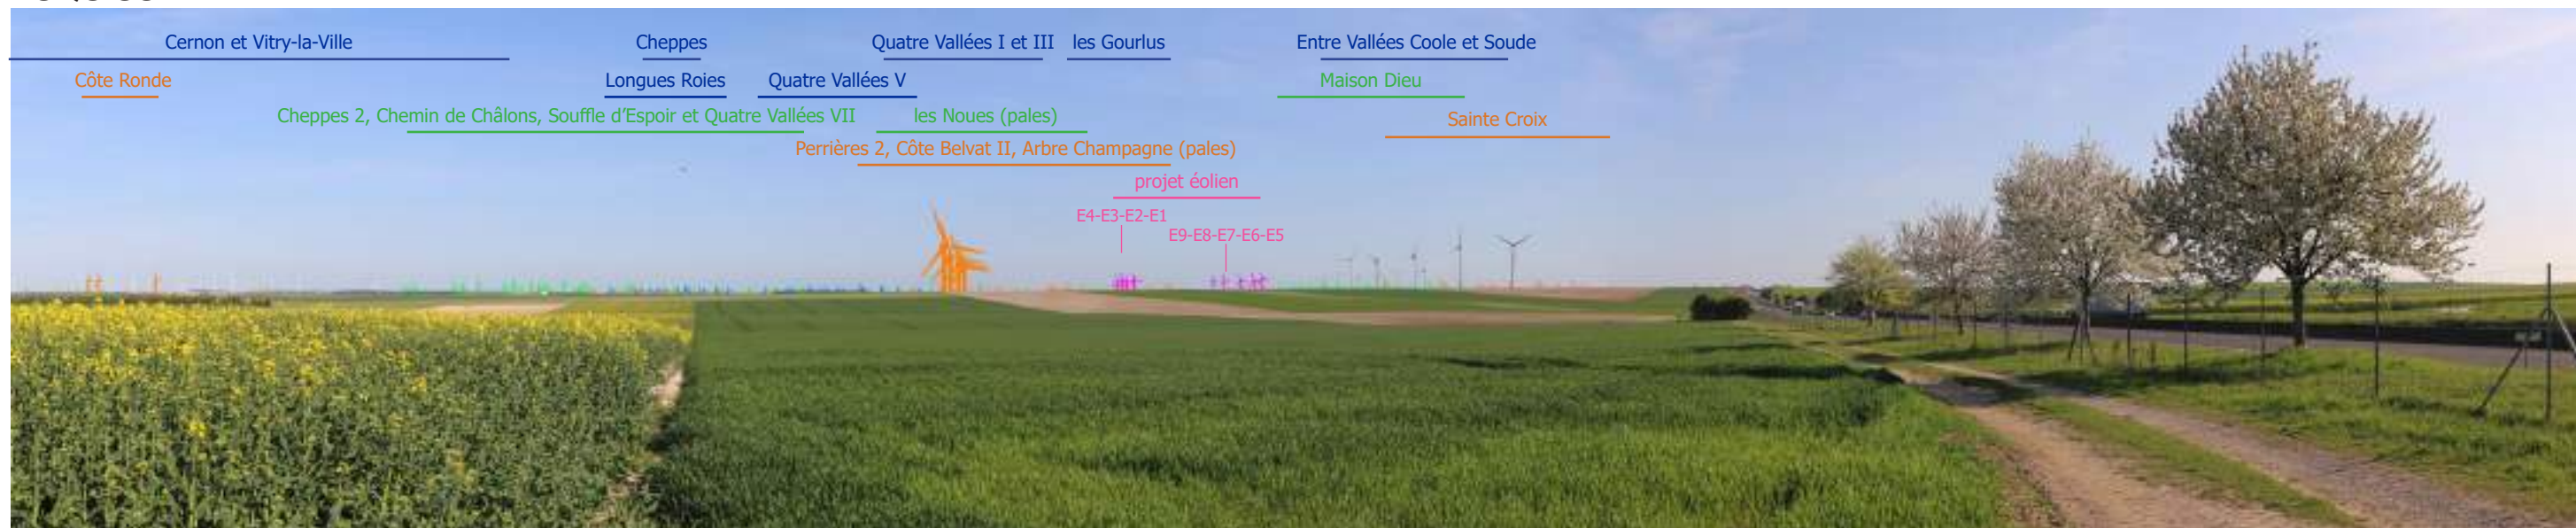 Cernon et Vitry-la-Ville
Cheppes
Quatre Vallées I et III
les Gourlus
Entre Vallées Coole et Soude
Côte Ronde
Longues Roies
Quatre Vallées V
Maison Dieu
Cheppes 2, Chemin de Châlons, Souffle d'Espoir et Quatre Vallées VII
les Noues (pales)
Sainte Croix
Perrières 2, Côte Belvat II, Arbre Champagne (pales)
projet éolien
E4-E3-E2-E1
E9-E8-E7-E6-E5